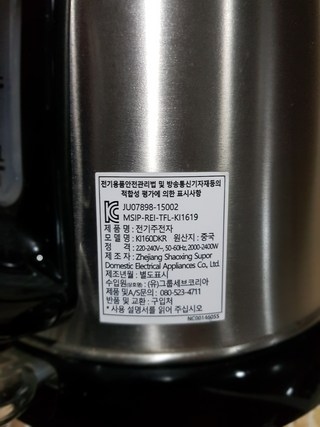 전기용품안전관리법 및 방송통신기자재등의
적합성 평가에 의한 표시사항
JU07898-15002
MSIP-REI-TFL-KI1619
제 품 명 : 전기주전자
모 델 명 : KI160DKR 원산지 : 중국
정 격 : 220-240V~, 50-60Hz, 2000-2400W
제 조 자 : Zhejiang Shaoxing Supor
Domestic Electrical Appliances Co., Ltd.
제조년월 : 별도표시
수입원(상호명) : (유)그룹세브코리아
제품 및A/S문의 : 080-523-4711
반품 및 교환 : 구입처
* 사용 설명서를 읽어 주십시오